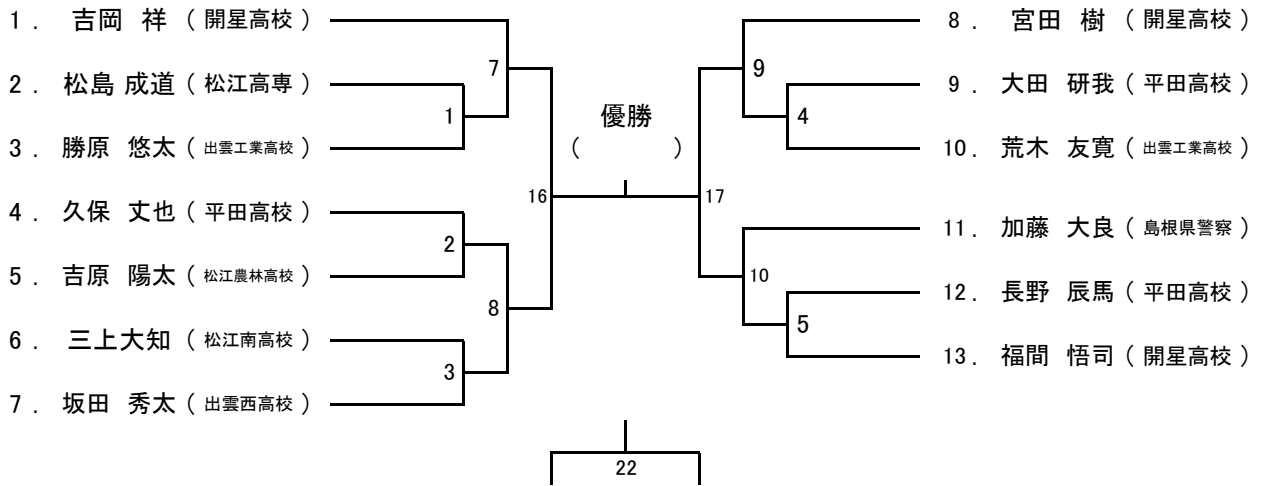 1． 吉岡 祥 （ 開星高校 ）
2． 松島 成道 （ 松江高専 ）
3． 勝原 悠太 （ 出雲工業高校 ）
4． 久保 丈也 （ 平田高校 ）
5． 吉原 陽太 （ 松江農林高校 ）
6． 三上大知 （ 松江南高校 ）
7． 坂田 秀太 （ 出雲西高校 ）
7
1
2
8
3
16
優勝
（ ）
17
9
4
10
5
8． 宮田 樹 （ 開星高校 ）
9． 大田 研我 （ 平田高校 ）
10． 荒木 友寛 （ 出雲工業高校 ）
11． 加藤 大良 （ 島根県警察 ）
12． 長野 辰馬 （ 平田高校 ）
13． 福間 悟司 （ 開星高校 ）
22